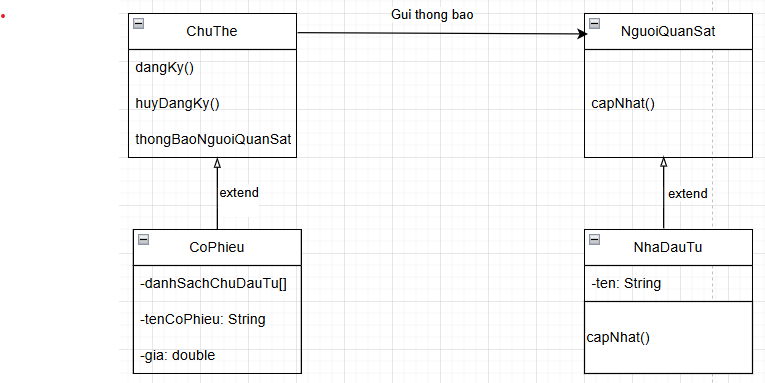 Gui thong bao
ChuThe
dangKy()
huyDangKy()
thongBaoNguoiQuanSat
NguoiQuanSat
capNhat()
extend
extend
CoPhieu
-danhSachChuDauTu[]
-tenCoPhieu: String
-gia: double
NhaDauTu
-ten: String
capNhat()